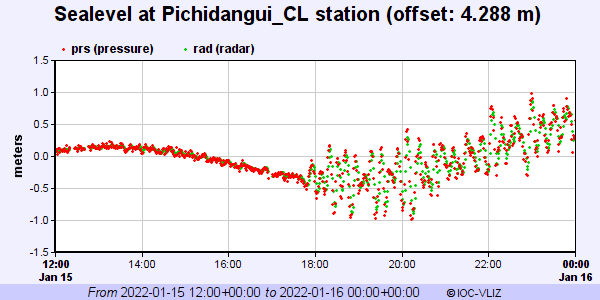 Sealevel at Pichidangui_CL station (offset: 4.288 m)
prs (pressure) rad (radar)
1.5
1.0
0.5
0.0
-0.5
-1.0
-1.5
meters
12:00 14:00 16:00 18:00 20:00 22:00 00:00
Jan 15 Jan 16
From 2022-01-15 12:00+00:00 to 2022-01-16 00:00+00:00 © IOC-VLIZ